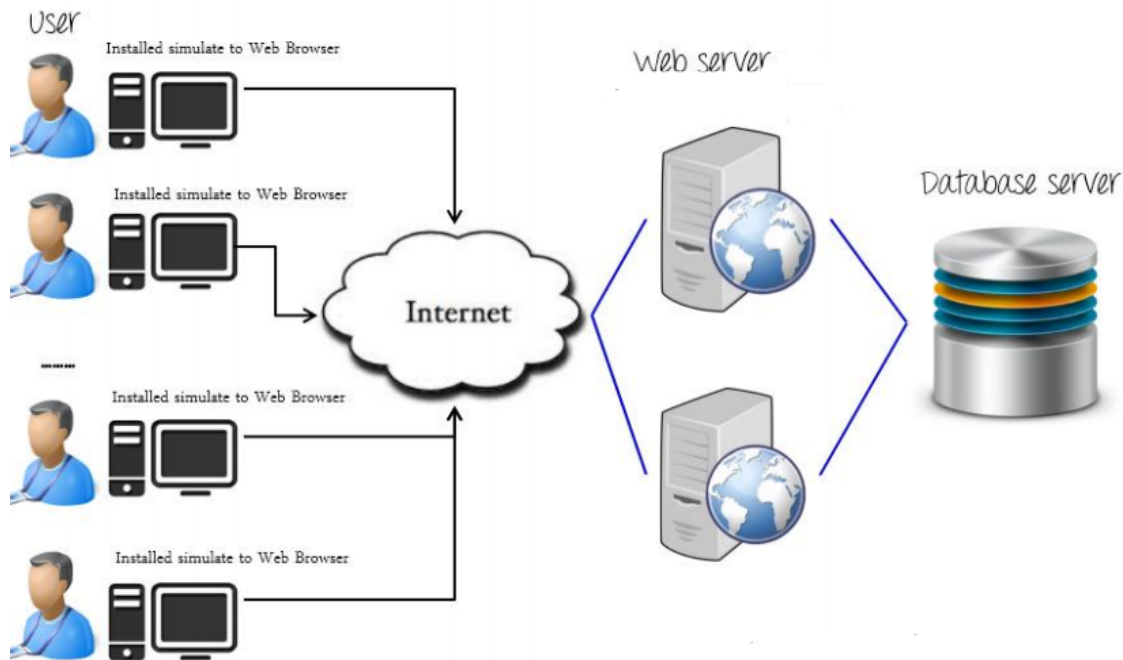 User
Installed simulate to Web Browser
Web server
Installed simulate to Web Browser
Database server
Internet
.........
Installed simulate to Web Browser
Installed simulate to Web Browser